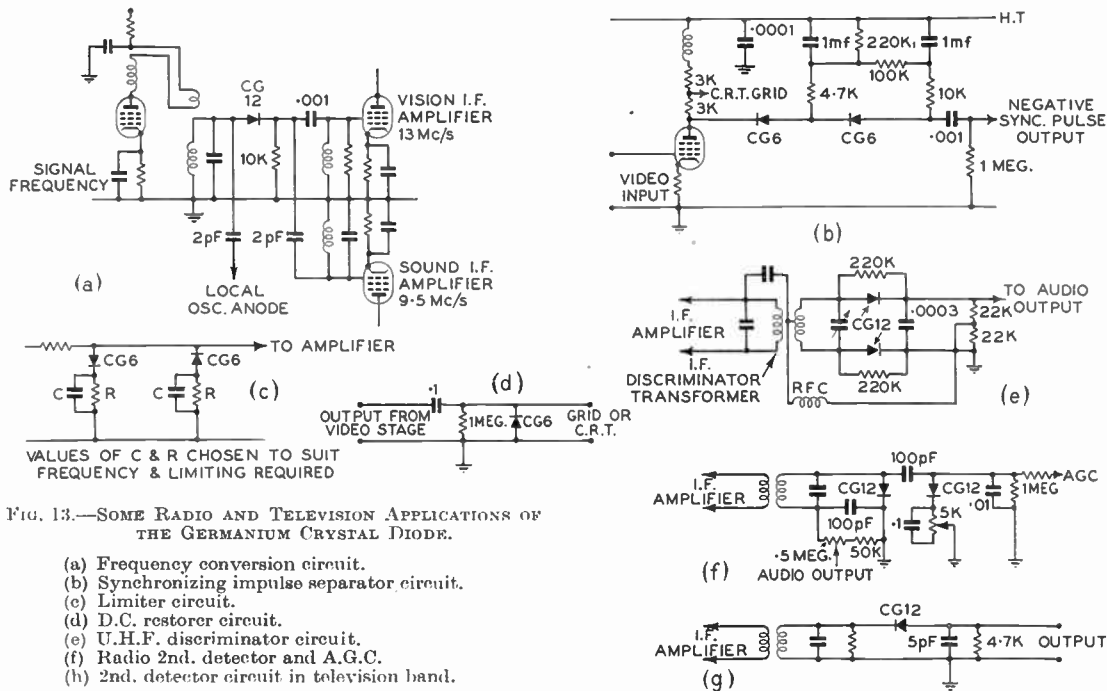 CG
12
.001
VISION I.F.
AMPLIFIER
13 Mc/s
10K
SIGNAL
FREQUENCY
2pF
2pF
(a)
LOCAL
OSC. ANODE
SOUND I.F.
AMPLIFIER
9·5 Mc/s
H.T
·0001
1mf
220K
1mf
100K
3K
C.R.T. GRID
3K
4·7K
10K
NEGATIVE
SYNC. PULSE
OUTPUT
CG6
CG6
·001
1 MEG.
VIDEO
INPUT
(b)
TO AMPLIFIER
CG6
CG6
C
R
C
R
(c)
VALUES OF C & R CHOSEN TO SUIT
FREQUENCY & LIMITING REQUIRED
(d)
·1
OUTPUT FROM
VIDEO STAGE
1MEG.
CG6
GRID OR
C.R.T.
220K
TO AUDIO
OUTPUT
I.F.
AMPLIFIER
CG12
·0003
22K
22K
I.F.
DISCRIMINATOR
TRANSFORMER
220K
R.F.C
(e)
100pF
I.F.
AMPLIFIER
CG12
CG12
AGC
1MEG
·01
100pF
·1
5K
·5 MEG.
50K
AUDIO OUTPUT
(f)
CG12
I.F.
AMPLIFIER
5pF
4·7K
OUTPUT
(g)
FIG. 13.—SOME RADIO AND TELEVISION APPLICATIONS OF
THE GERMANIUM CRYSTAL DIODE.
(a) Frequency conversion circuit.
(b) Synchronizing impulse separator circuit.
(c) Limiter circuit.
(d) D.C. restorer circuit.
(e) U.H.F. discriminator circuit.
(f) Radio 2nd. detector and A.G.C.
(h) 2nd. detector circuit in television band.